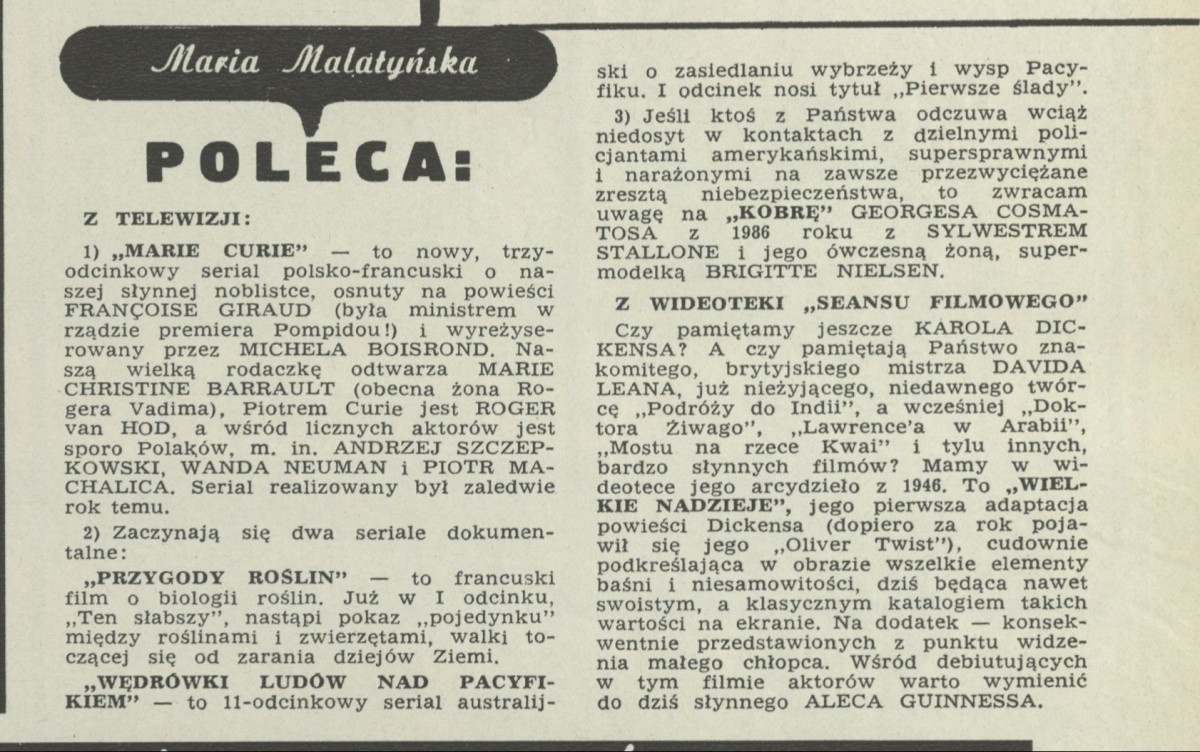 Maria Malatyńska
POLECA:
Z TELEWIZJI:
1) „MARIE CURIE” — to nowy, trzy-
odcinkowy serial polsko-francuski o na-
szej słynnej noblistce, osnuty na powieści
FRANÇOISE GIRAUD (była ministrem w
rządzie premiera Pompidou!) i wyreżyse-
rowany przez MICHELA BOISROND. Na-
szą wielką rodaczkę odtwarza MARIE
CHRISTINE BARRAULT (obecna żona Ro-
gera Vadima), Piotrem Curie jest ROGER
van HOD, a wśród licznych aktorów jest
sporo Polaków, m. in. ANDRZEJ SZCZEP-
KOWSKI, WANDA NEUMAN i PIOTR MA-
CHALICA. Serial realizowany był zaledwie
rok temu.
2) Zaczynają się dwa seriale dokumen-
talne:
„PRZYGODY ROŚLIN” — to francuski
film o biologii roślin. Już w I odcinku,
„Ten słabszy”, nastąpi pokaz „pojedynku”
między roślinami i zwierzętami, walki to-
czącej się od zarania dziejów Ziemi.
„WĘDRÓWKI LUDÓW NAD PACYFI-
KIEM” — to 11-odcinkowy serial australij-
ski o zasiedlaniu wybrzeży i wysp Pacy-
fiku. I odcinek nosi tytuł „Pierwsze ślady”.
3) Jeśli ktoś z Państwa odczuwa wciąż
niedosyt w kontaktach z dzielnymi poli-
cjantami amerykańskimi, supersprawnymi
i narażonymi na zawsze przezwyciężane
zresztą niebezpieczeństwa, to zwracam
uwagę na „KOBRĘ” GEORGESA COSMA-
TOSA z 1986 roku z SYLWESTREM
STALLONE i jego ówczesną żoną, super-
modelką BRIGITTE NIELSEN.
Z WIDEOTEKI „SEANSU FILMOWEGO”
Czy pamiętamy jeszcze KAROLA DIC-
KENSA? A czy pamiętają Państwo zna-
komitego, brytyjskiego mistrza DAVIDA
LEANA, już nieżyjącego, niedawnego twór-
cę „Podróży do Indii”, a wcześniej „Dok-
tora Żiwago”, „Lawrence'a w Arabii”,
„Mostu na rzece Kwai” i tylu innych,
bardzo słynnych filmów? Mamy w wi-
deotece jego arcydzieło z 1946. To „WIEL-
KIE NADZIEJE”, jego pierwsza adaptacja
powieści Dickensa (dopiero za rok poja-
wił się jego „Oliver Twist”), cudownie
podkreślająca w obrazie wszelkie elementy
baśni i niesamowitości, dziś będąca nawet
swoistym, a klasycznym katalogiem takich
wartości na ekranie. Na dodatek — konsek-
wentnie przedstawionych z punktu widze-
nia małego chłopca. Wśród debiutujących
w tym filmie aktorów warto wymienić
do dziś słynnego ALECA GUINNESSA.